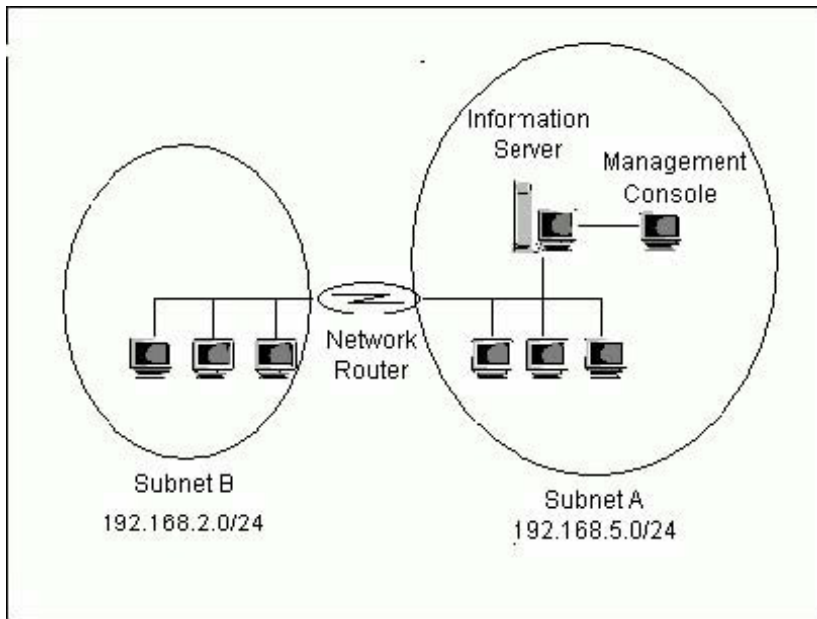 Information
Server
Management
Console
Network
Router
Subnet B
192.168.2.0/24
Subnet A
192.168.5.0/24